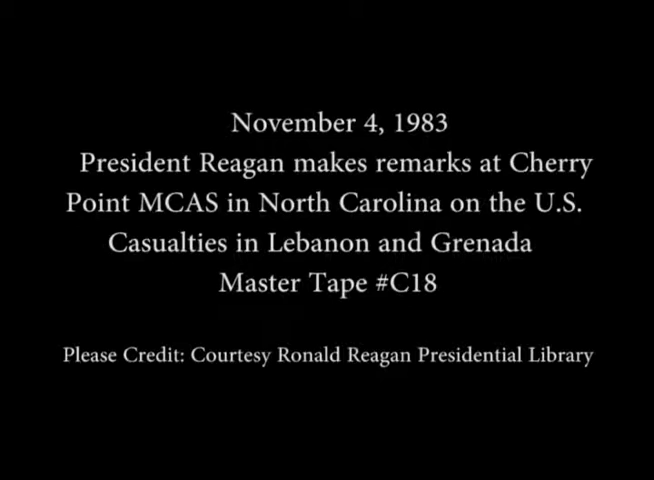 November 4, 1983
President Reagan makes remarks at Cherry
Point MCAS in North Carolina on the U.S.
Casualties in Lebanon and Grenada
Master Tape #C18
Please Credit: Courtesy Ronald Reagan Presidential Library